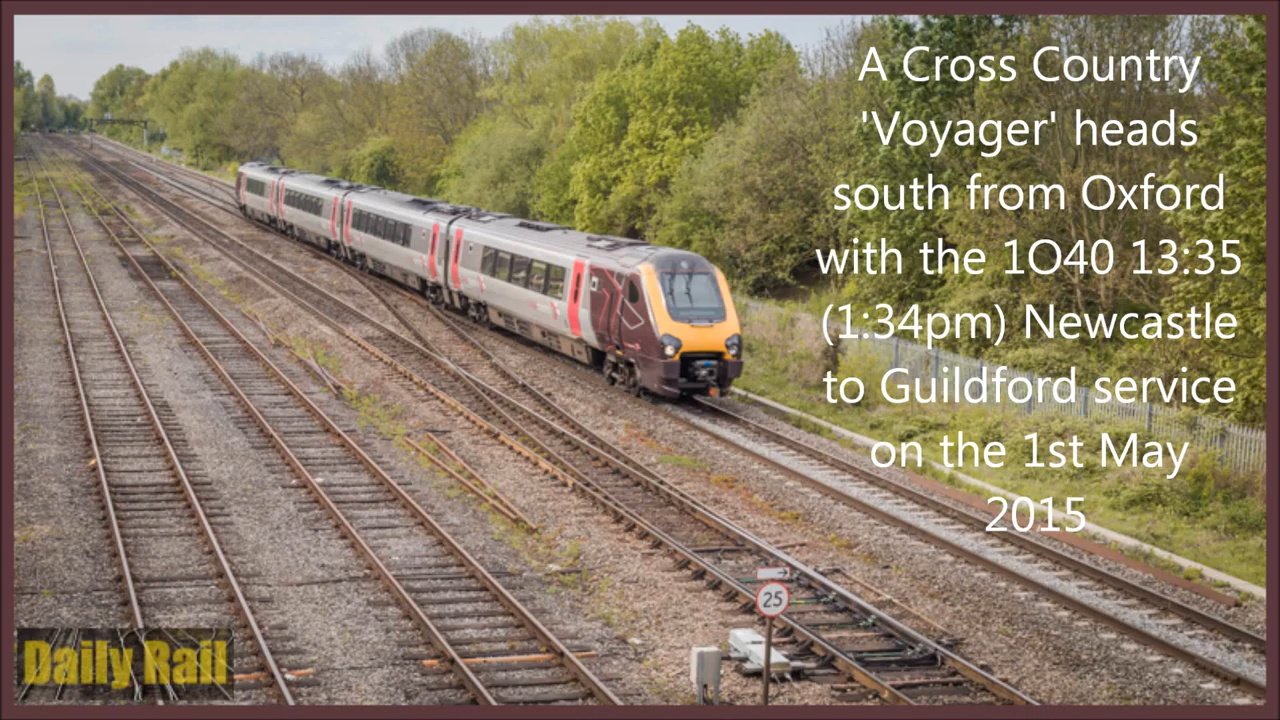 A Cross Country
'Voyager' heads
south from Oxford
with the 1O40 13:35
(1:34pm) Newcastle
to Guildford service
on the 1st May
2015
25
Daily Rail